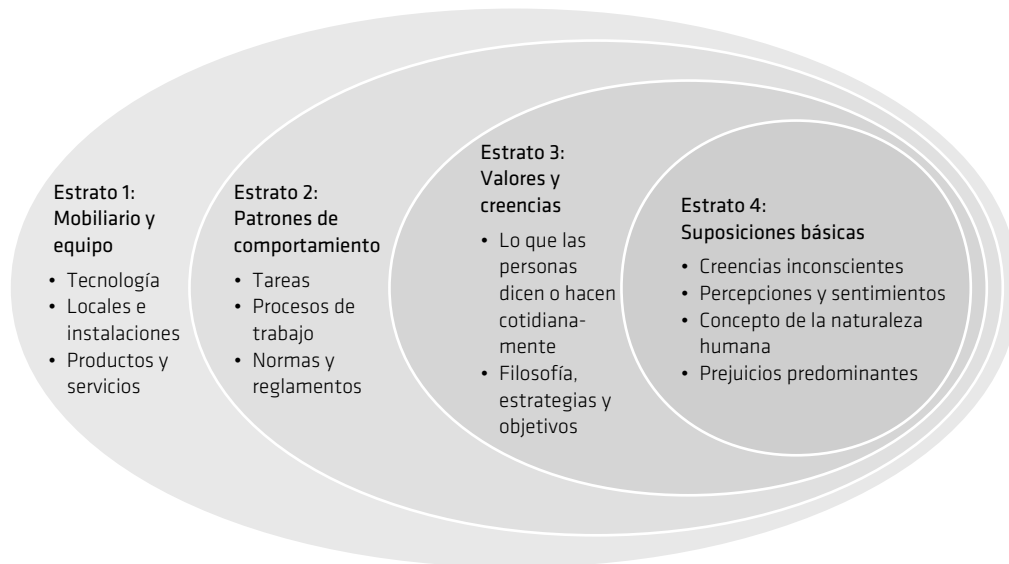 Estrato 1:
Mobiliario y
equipo
• Tecnología
• Locales e
instalaciones
• Productos y
servicios
Estrato 2:
Patrones de
comportamiento
• Tareas
• Procesos de
trabajo
• Normas y
reglamentos
Estrato 3:
Valores y
creencias
• Lo que las
personas
dicen o hacen
cotidiana-
mente
• Filosofía,
estrategias y
objetivos
Estrato 4:
Suposiciones básicas
• Creencias inconscientes
• Percepciones y sentimientos
• Concepto de la naturaleza
humana
• Prejuicios predominantes